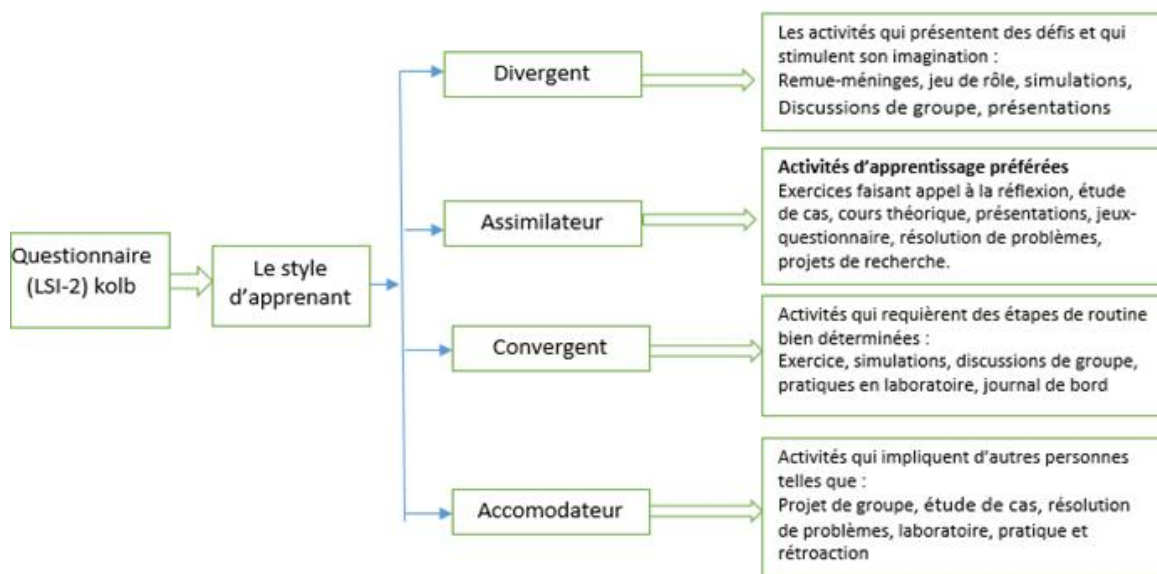 Questionnaire
(LSI-2) kolb
Le style
d'apprenant
Divergent
Les activités qui présentent des défis et qui
stimulent son imagination :
Remue-méninges, jeu de rôle, simulations,
Discussions de groupe, présentations
Assimilateur
Activités d'apprentissage préférées
Exercices faisant appel à la réflexion, étude
de cas, cours théorique, présentations, jeux-
questionnaire, résolution de problèmes,
projets de recherche.
Convergent
Activités qui requièrent des étapes de routine
bien déterminées :
Exercice, simulations, discussions de groupe,
pratiques en laboratoire, journal de bord
Accomodateur
Activités qui impliquent d'autres personnes
telles que :
Projet de groupe, étude de cas, résolution
de problèmes, laboratoire, pratique et
rétroaction